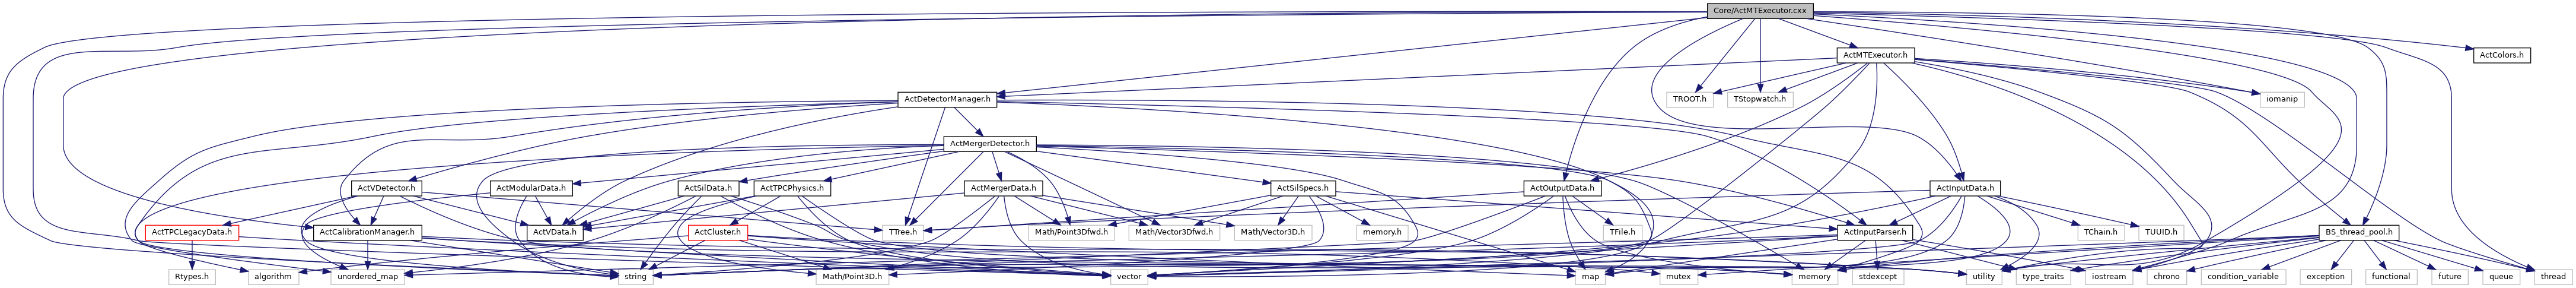 Core/ActMTExecutor.cxx
ActMTExecutor.h
ActColors.h
ActDetectorManager.h
TROOT.h
TStopwatch.h
iomanip
ActMergerDetector.h
ActVDetector.h
ActModularData.h
ActSilData.h
ActTPCPhysics.h
ActMergerData.h
ActSilSpecs.h
ActOutputData.h
ActInputData.h
ActTPCLegacyData.h
ActCalibrationManager.h
ActVData.h
ActCluster.h
TTree.h
Math/Point3Dfwd.h
Math/Vector3Dfwd.h
Math/Vector3D.h
memory.h
TFile.h
ActInputParser.h
TChain.h
TUUID.h
BS_thread_pool.h
Rtypes.h
algorithm
unordered_map
string
Math/Point3D.h
vector
map
mutex
memory
stdexcept
utility
type_traits
iostream
chrono
condition_variable
exception
functional
future
queue
thread